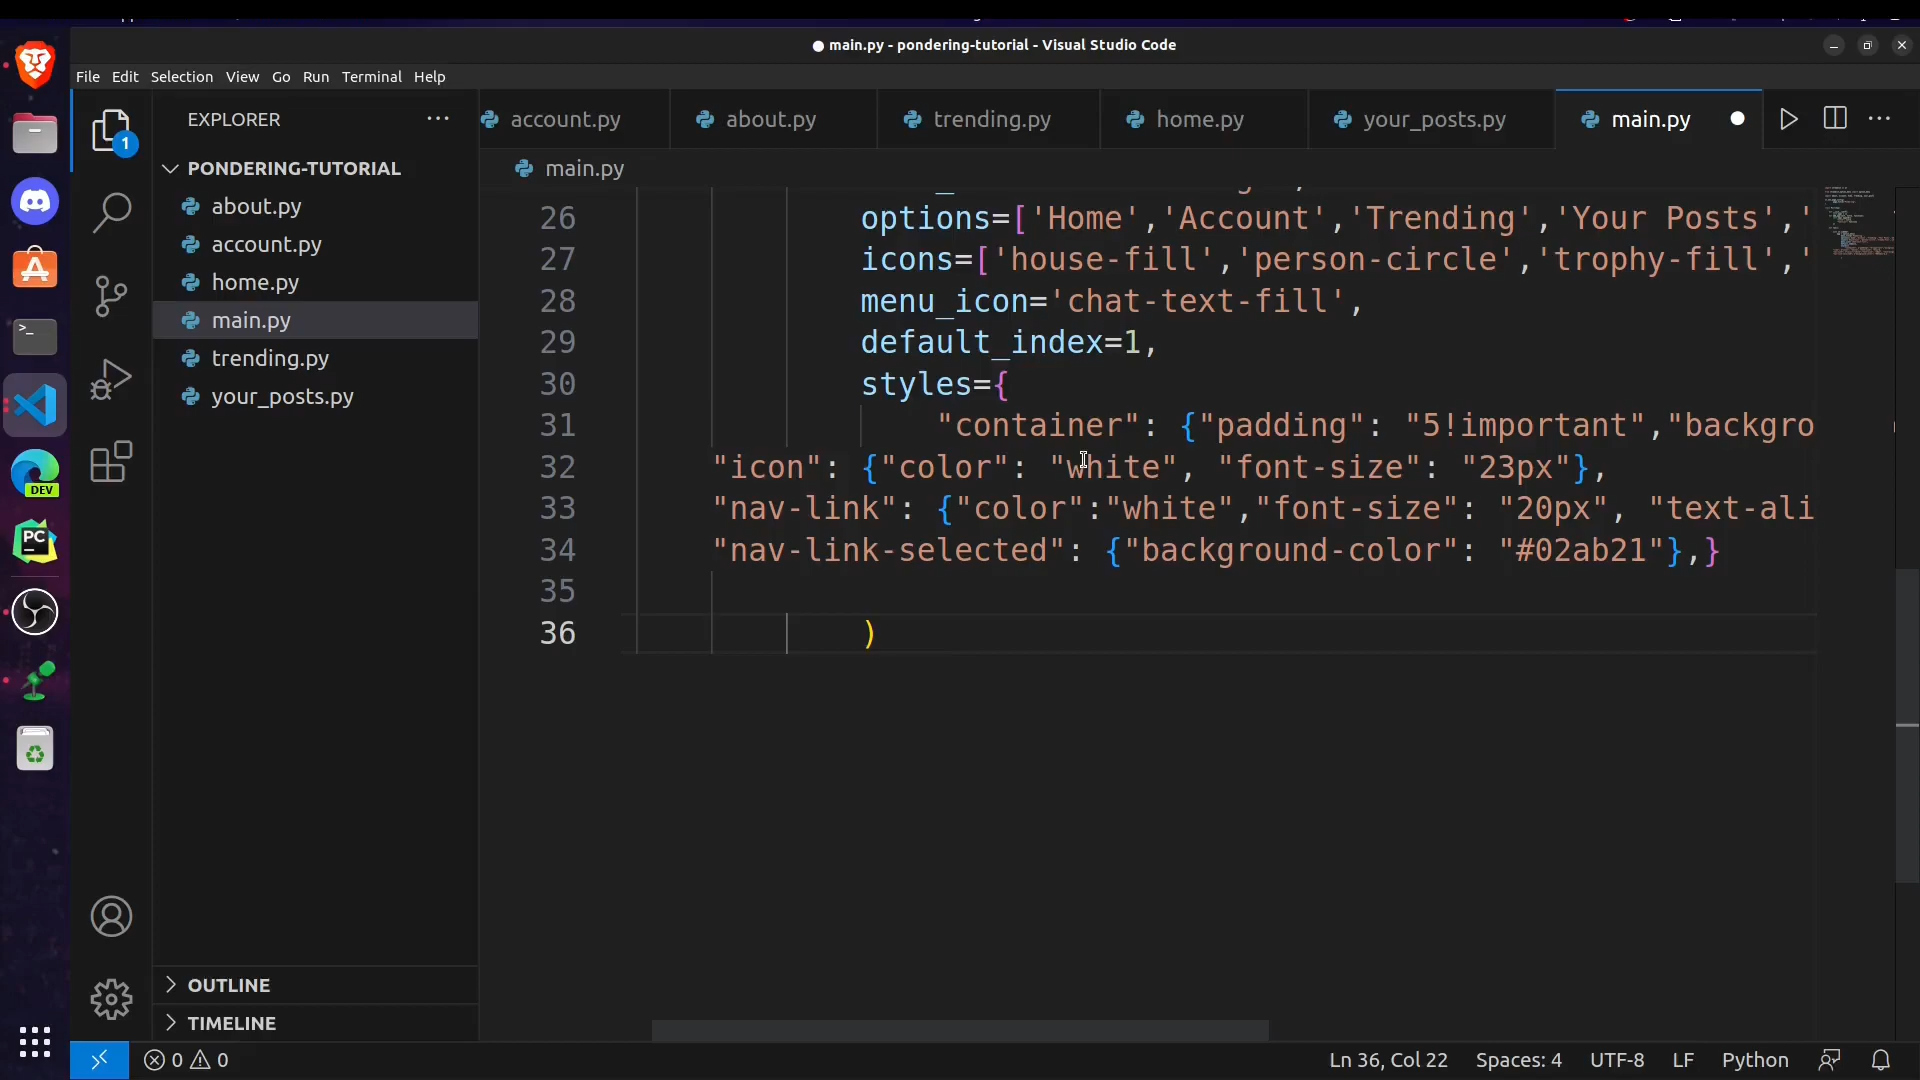 main.py - pondering-tutorial - Visual Studio Code
File Edit Selection View Go Run Terminal Help
EXPLORER
account.py about.py trending.py home.py your_posts.py main.py
1
PONDERING-TUTORIAL
main.py
about.py
account.py
home.py
main.py
trending.py
your_posts.py
26 options=['Home','Account','Trending','Your Posts','
27 icons=['house-fill','person-circle','trophy-fill','
28 menu_icon='chat-text-fill',
29 default_index=1,
30 styles={
31 "container": {"padding": "5!important","backgro
32 "icon": {"color": "white", "font-size": "23px"},
33 "nav-link": {"color":"white","font-size": "20px", "text-ali
34 "nav-link-selected": {"background-color": "#02ab21"},}
35
36 )
DEV
PC
OUTLINE
TIMELINE
0 0
Ln 36, Col 22 Spaces: 4 UTF-8 LF Python